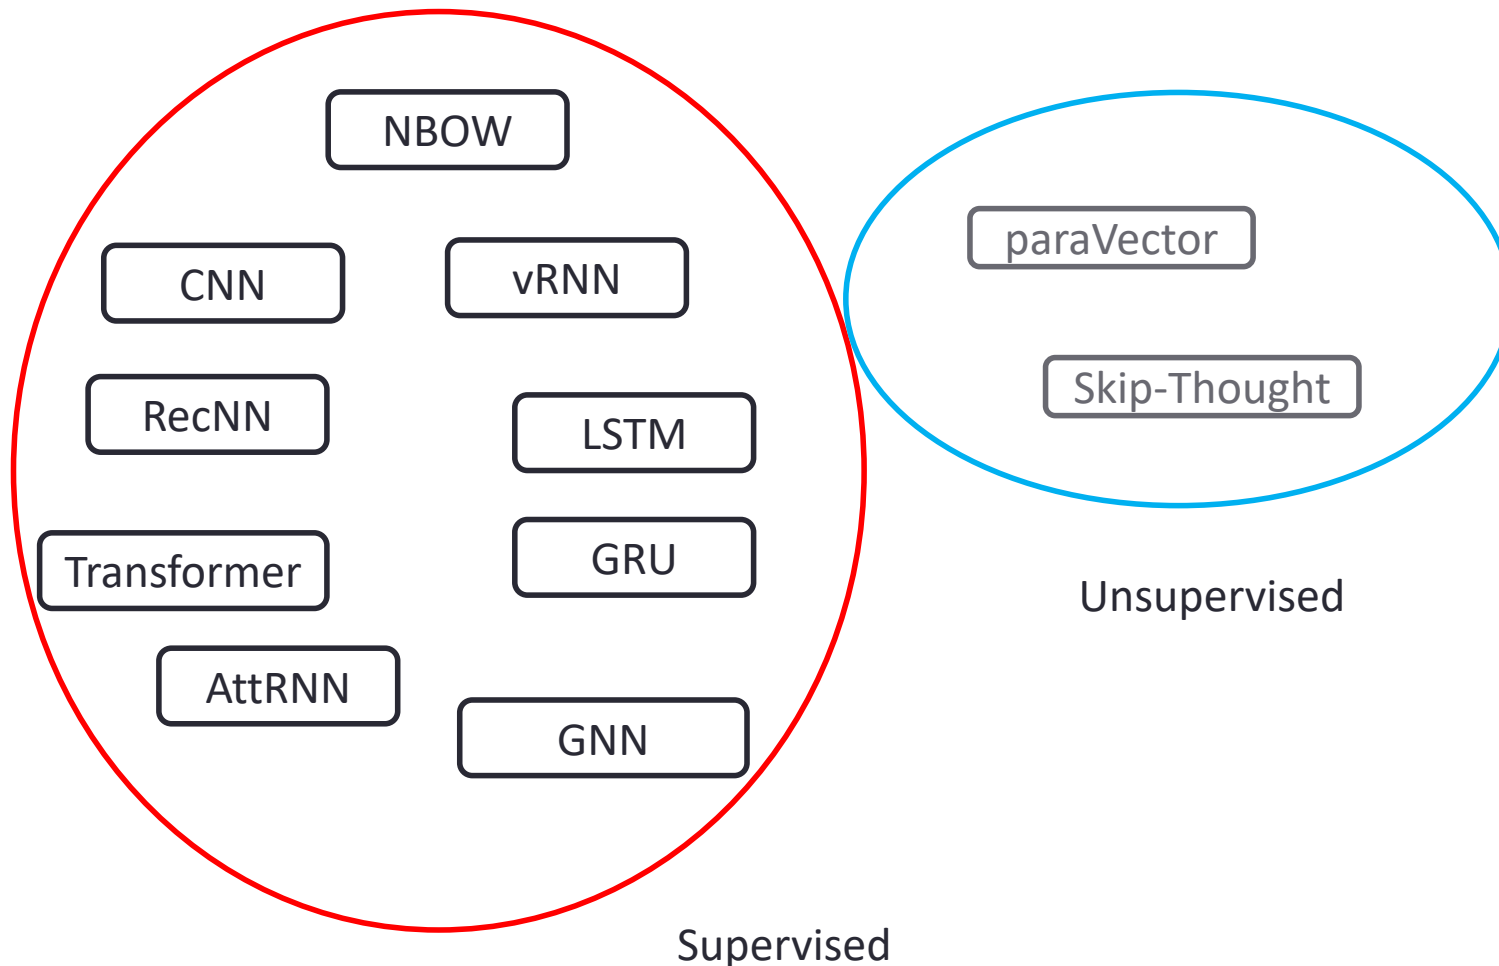 NBOW
CNN
vRNN
RecNN
LSTM
Transformer
GRU
AttRNN
GNN
Supervised
paraVector
Skip-Thought
Unsupervised